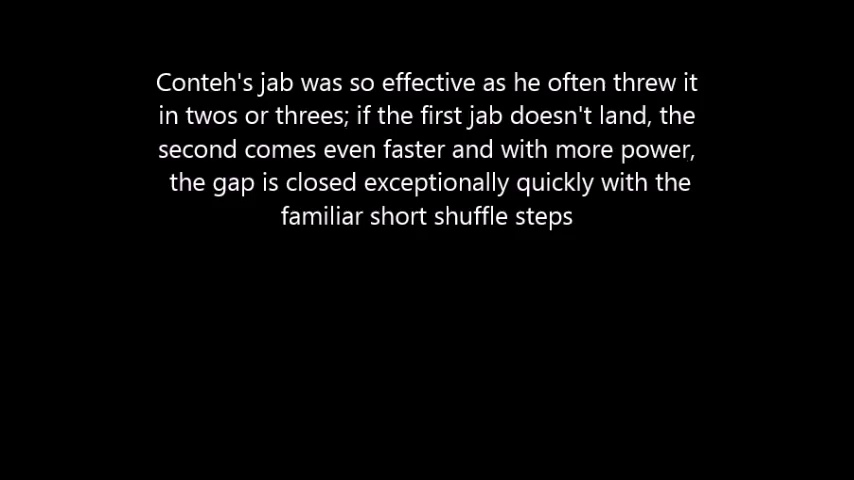 Conteh's jab was so effective as he often threw it
in twos or threes; if the first jab doesn't land, the
second comes even faster and with more power,
the gap is closed exceptionally quickly with the
familiar short shuffle steps